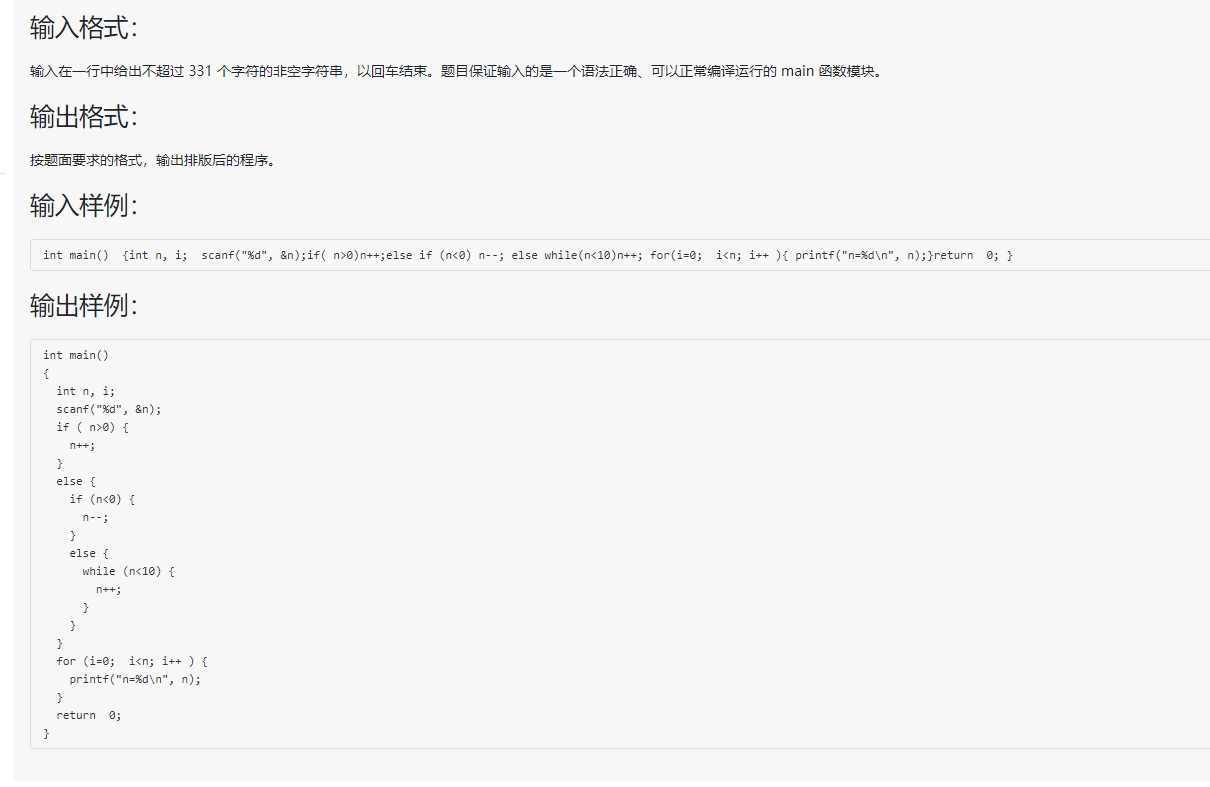 输入格式：
输入在一行中给出不超过 331 个字符的非空字符串，以回车结束。题目保证输入的是一个语法正确、可以正常编译运行的 main 函数模块。
输出格式：
按题面要求的格式，输出排版后的程序。
输入样例：
int main()  {int n, i;  scanf("%d", &n);if( n>0)n++;else if (n<0) n--; else while(n<10)n++; for(i=0;  i<n; i++ ){ printf("n=%d\n", n);}return  0; }
输出样例：
int main()
{
  int n, i;
  scanf("%d", &n);
  if ( n>0) {
    n++;
  }
  else {
    if (n<0) {
      n--;
    }
    else {
      while (n<10) {
        n++;
      }
    }
  }
  for (i=0;  i<n; i++ ) {
    printf("n=%d\n", n);
  }
  return  0;
}